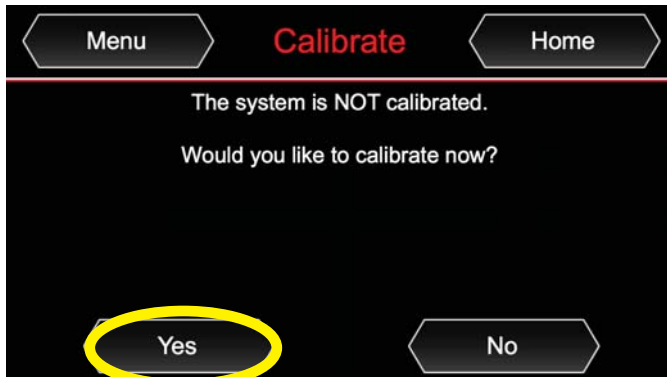 Menu
Calibrate
Home
The system is NOT calibrated.
Would you like to calibrate now?
Yes
No